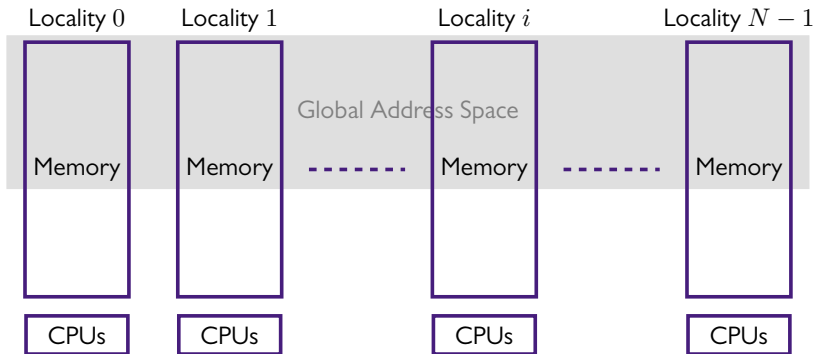 Locality 0 Locality 1 Locality i Locality N − 1
Global Address Space
Memory Memory Memory Memory
CPUs CPUs CPUs CPUs